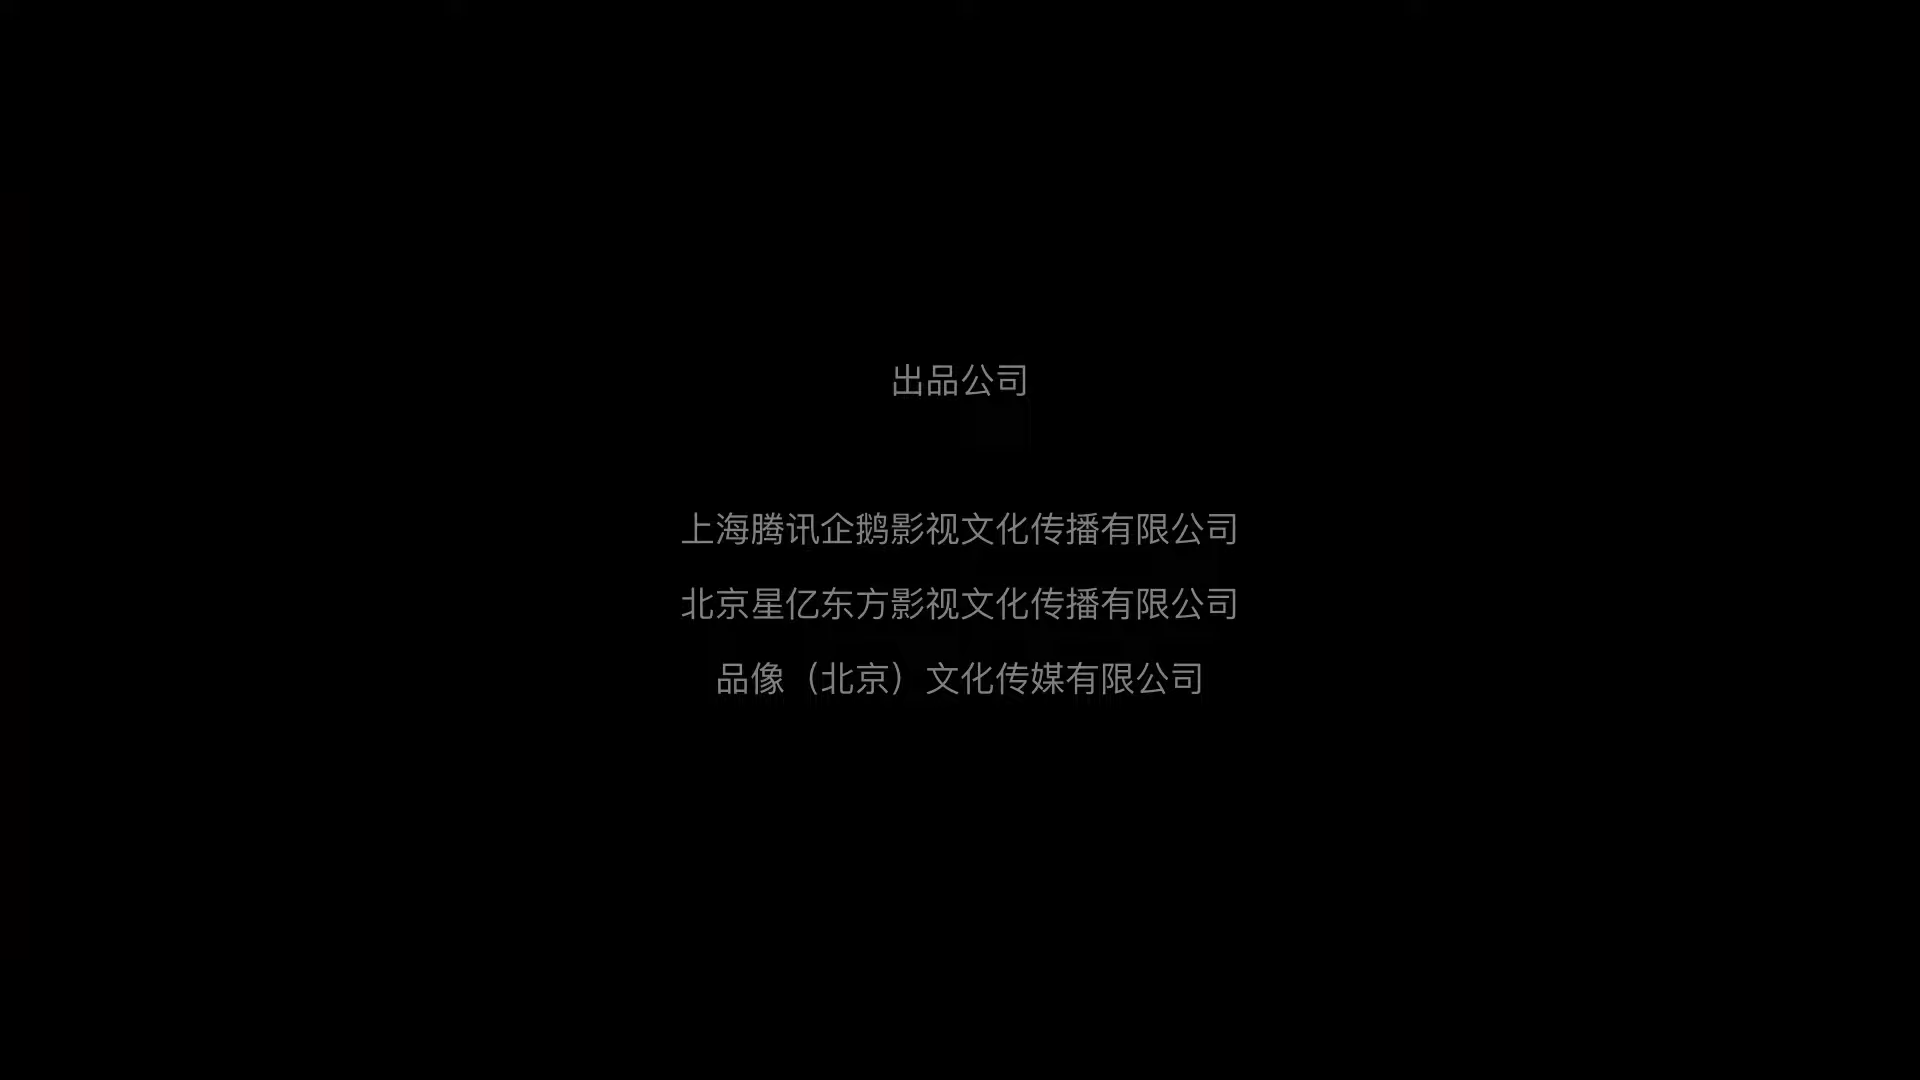 出品公司
上海腾讯企鹅影视文化传播有限公司
北京星亿东方影视文化传播有限公司
品像（北京）文化传媒有限公司